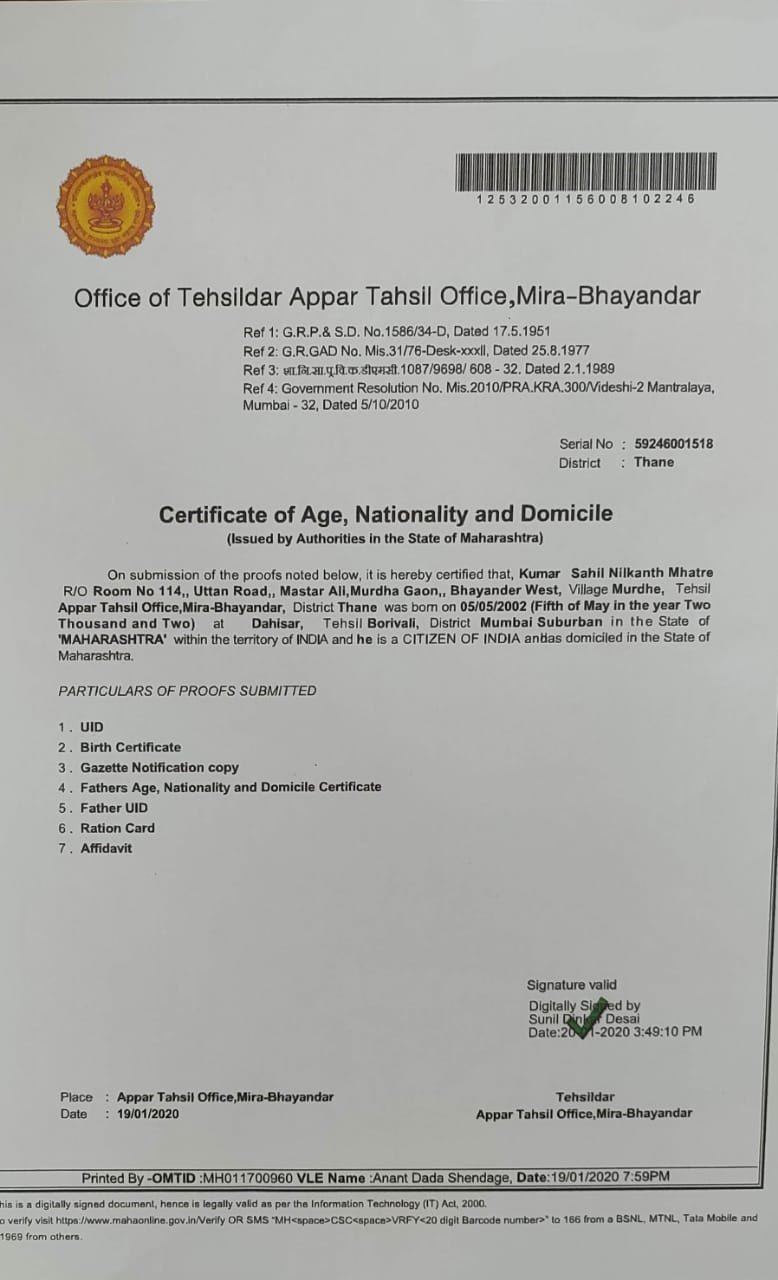 12532001156008102246
Office of Tehsildar Appar Tahsil Office,Mira-Bhayandar
Ref 1: G.R.P.& S.D. No.1586/34-D, Dated 17.5.1951
Ref 2: G.R.GAD No. Mis.31/76-Desk-xxxll, Dated 25.8.1977
Ref 3: शा.नि.सा.पू.वि.क.डीएमसी.1087/9698/ 608 - 32. Dated 2.1.1989
Ref 4: Government Resolution No. Mis.2010/PRA.KRA.300/Videshi-2 Mantralaya,
Mumbai - 32, Dated 5/10/2010
Serial No : 59246001518
District : Thane
Certificate of Age, Nationality and Domicile
(Issued by Authorities in the State of Maharashtra)
On submission of the proofs noted below, it is hereby certified that, Kumar Sahil Nilkanth Mhatre
R/O Room No 114,, Uttan Road,, Mastar Ali,Murdha Gaon,, Bhayander West, Village Murdhe, Tehsil
Appar Tahsil Office,Mira-Bhayandar, District Thane was born on 05/05/2002 (Fifth of May in the year Two
Thousand and Two) at Dahisar, Tehsil Borivali, District Mumbai Suburban in the State of
'MAHARASHTRA' within the territory of INDIA and he is a CITIZEN OF INDIA and
has domiciled in the State of
Maharashtra.
PARTICULARS OF PROOFS SUBMITTED
1 . UID
2 . Birth Certificate
3 . Gazette Notification copy
4 . Fathers Age, Nationality and Domicile Certificate
5 . Father UID
6 . Ration Card
7 . Affidavit
Signature valid
Digitally Signed by
Sunil Desai
Date: -2020 3:49:10 PM
Place : Appar Tahsil Office,Mira-Bhayandar
Date : 19/01/2020
Tehsildar
Appar Tahsil Office,Mira-Bhayandar
Printed By -OMTID :MH011700960 VLE Name :Anant Dada Shendage, Date:19/01/2020 7:59PM
his is a digitally signed document, hence is legally valid as per the Information Technology (IT) Act, 2000.
o verify visit https://www.mahaonline.gov.in/Verify OR SMS "MH<space>CSC<space>VRFY<20 digit Barcode number>" to 166 from a BSNL, MTNL, Tata Mobile and
1969 from others.